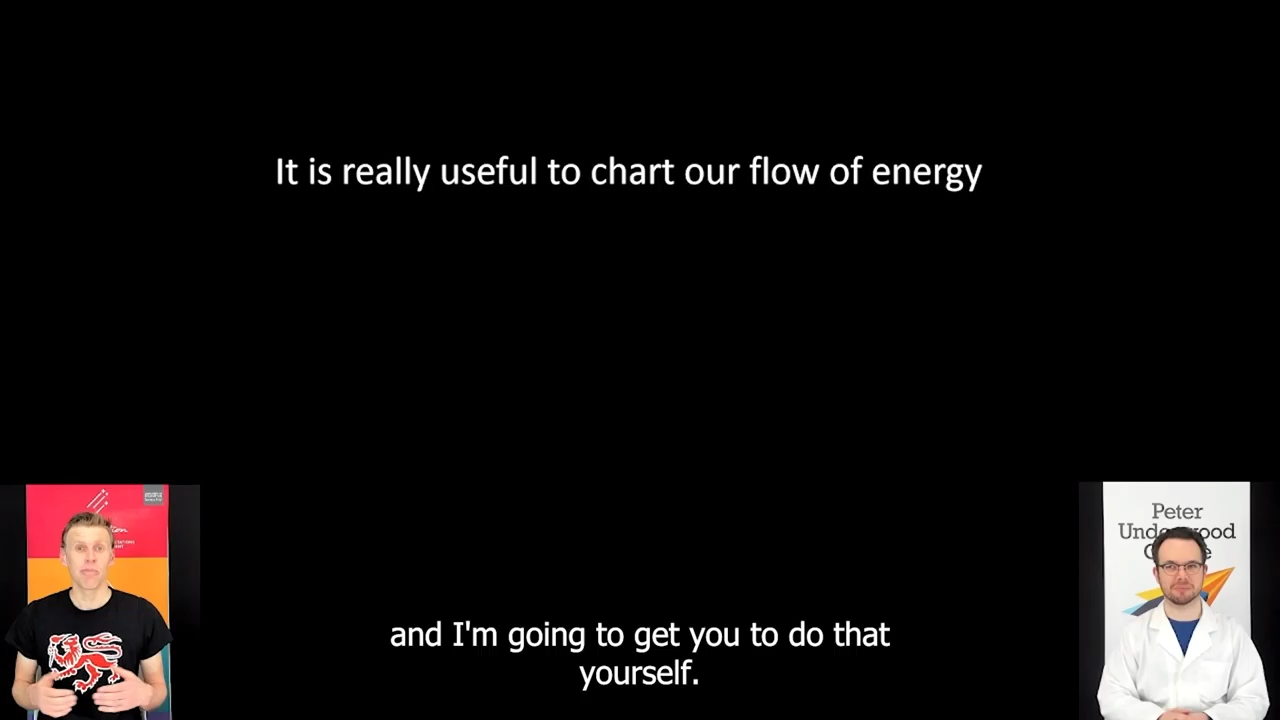 It is really useful to chart our flow of energy
Peter
and I'm going to get you to do that
yourself.